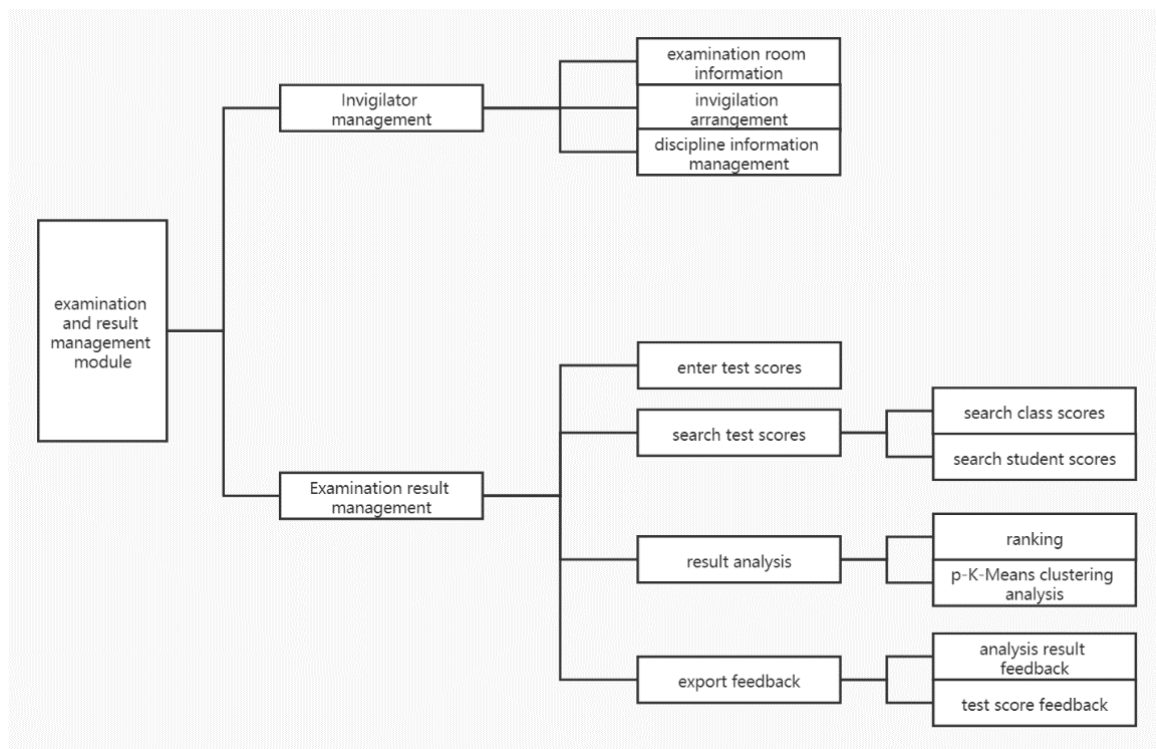 examination room
information
Invigilator
management
invigilation
arrangement
discipline information
management
examination
and result
management
module
enter test scores
search test scores
search class scores
search student scores
Examination result
management
result analysis
ranking
p-K-Means clustering
analysis
export feedback
analysis result
feedback
test score feedback